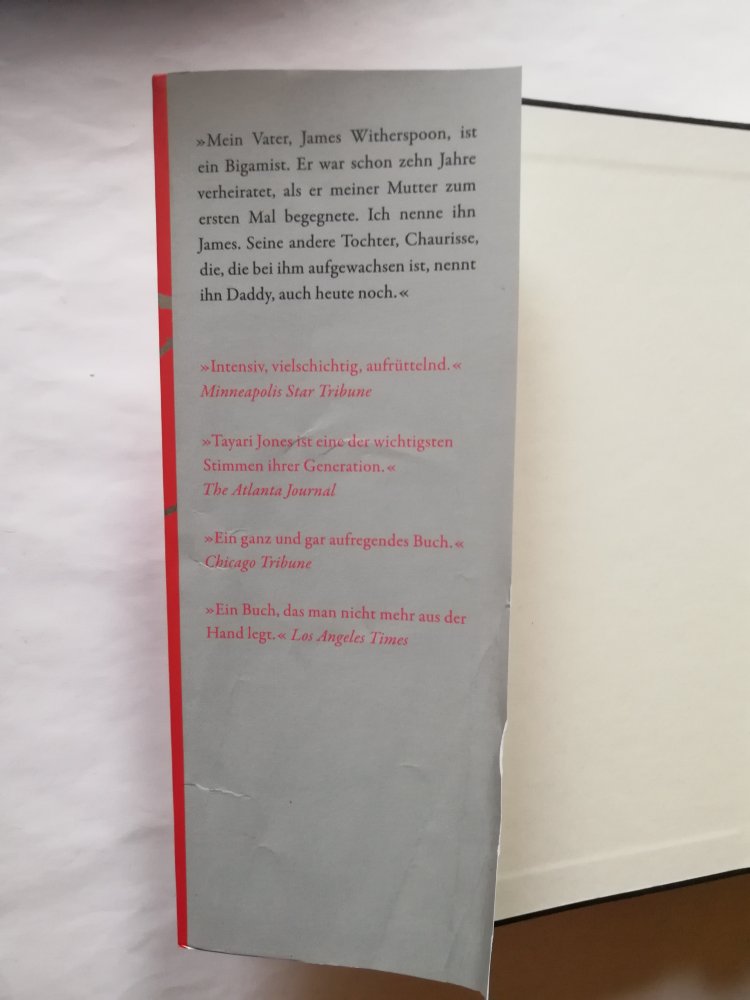 »Mein Vater, James Witherspoon, ist
ein Bigamist. Er war schon zehn Jahre
verheiratet, als er meiner Mutter zum
ersten Mal begegnete. Ich nenne ihn
James. Seine andere Tochter, Chaurisse,
die, die bei ihm aufgewachsen ist, nennt
ihn Daddy, auch heute noch.«
»Intensiv, vielschichtig, aufrüttelnd.«
Minneapolis Star Tribune
»Tayari Jones ist eine der wichtigsten
Stimmen ihrer Generation.«
The Atlanta Journal
»Ein ganz und gar aufregendes Buch.«
Chicago Tribune
»Ein Buch, das man nicht mehr aus der
Hand legt.« Los Angeles Times